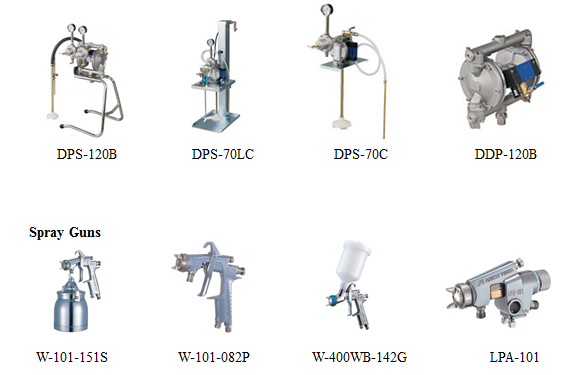 DPS-120B DPS-70LC DPS-70C DDP-120B
Spray Guns
W-101-151S W-101-082P W-400WB-142G LPA-101